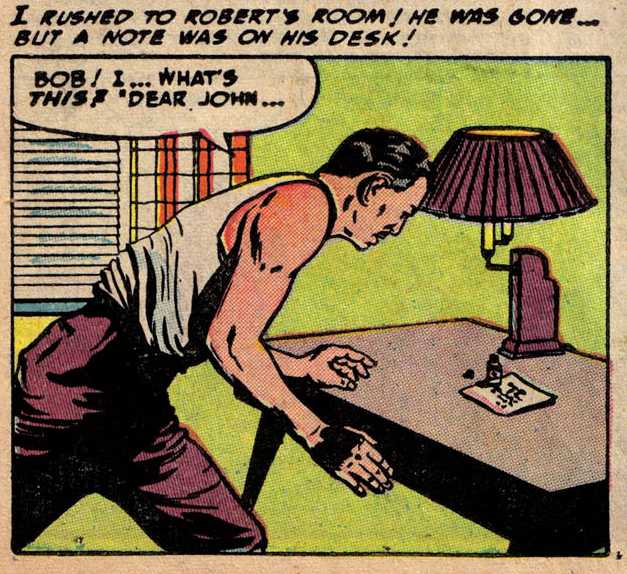 I RUSHED TO ROBERT'S ROOM! HE WAS GONE...
BUT A NOTE WAS ON HIS DESK!
BOB! I... WHAT'S
THIS? "DEAR JOHN...